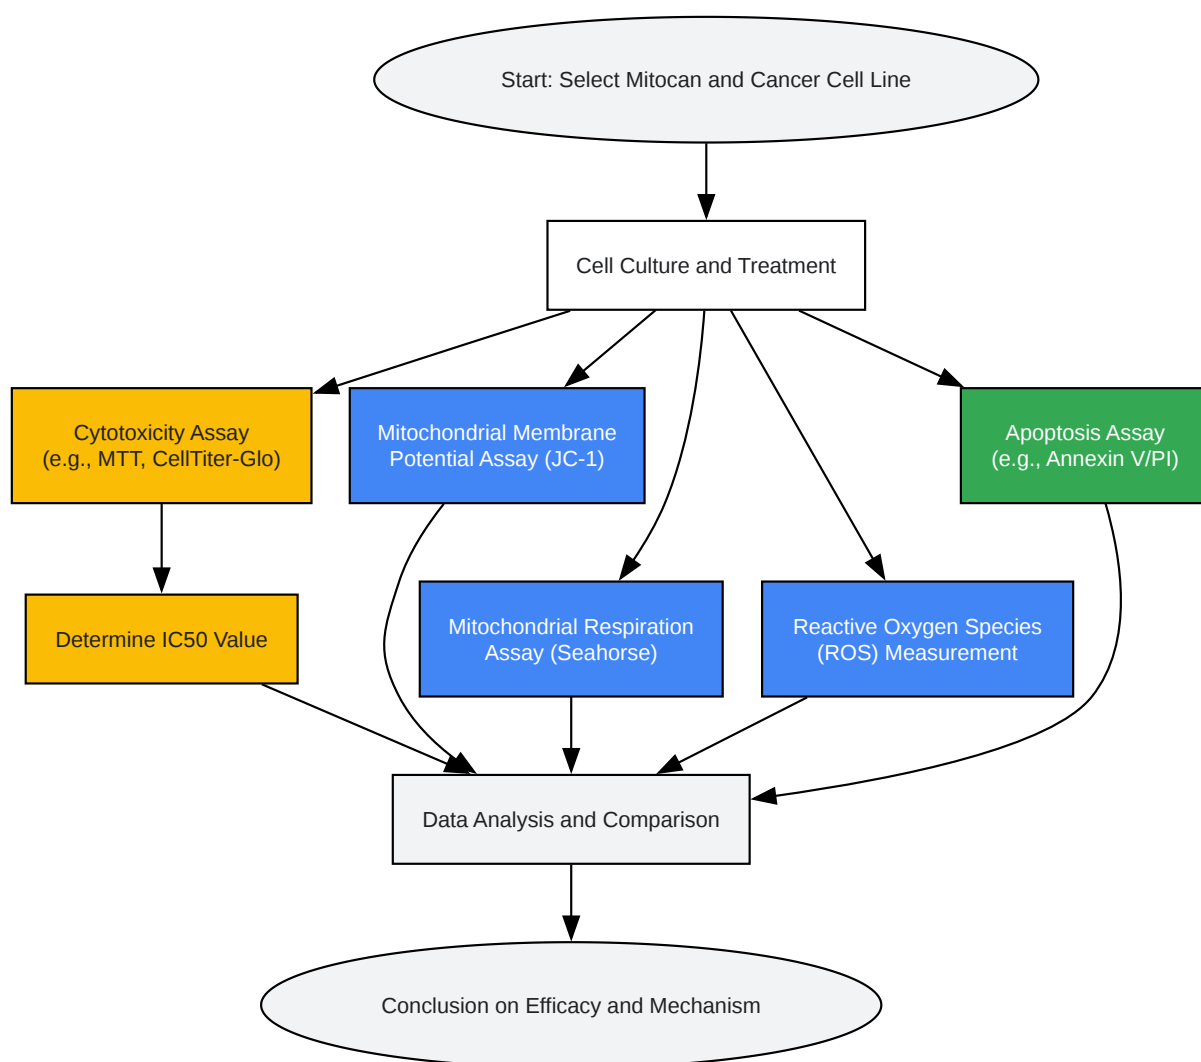 Start: Select Mitocan and Cancer Cell Line
Cell Culture and Treatment
Cytotoxicity Assay
(e.g., MTT, CellTiter-Glo)
Mitochondrial Membrane
Potential Assay (JC-1)
Apoptosis Assay
(e.g., Annexin V/PI)
Determine IC50 Value
Mitochondrial Respiration
Assay (Seahorse)
Reactive Oxygen Species
(ROS) Measurement
Data Analysis and Comparison
Conclusion on Efficacy and Mechanism